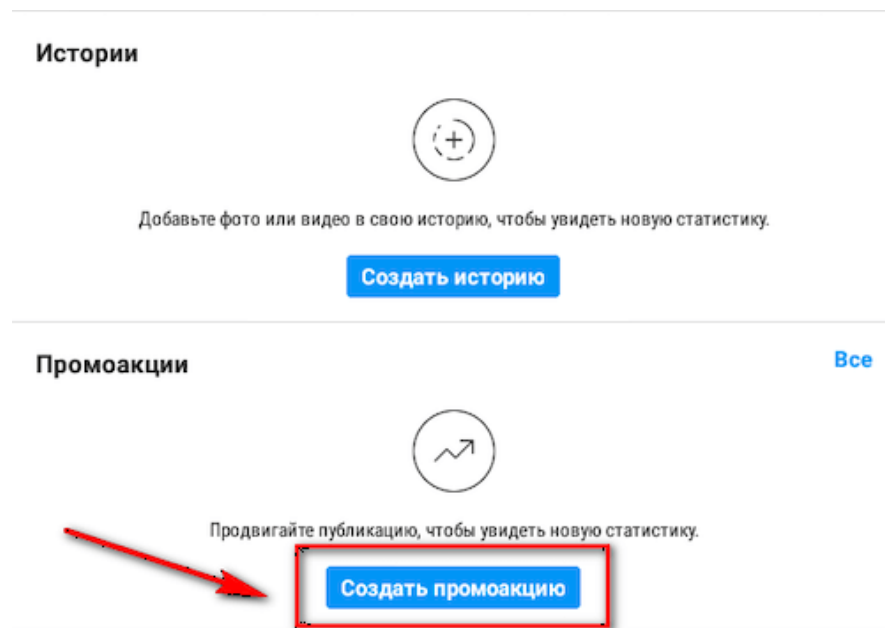 Истории
Добавьте фото или видео в свою историю, чтобы увидеть новую статистику.
Создать историю
Промоакции
Все
Продвигайте публикацию, чтобы увидеть новую статистику.
Создать промоакцию